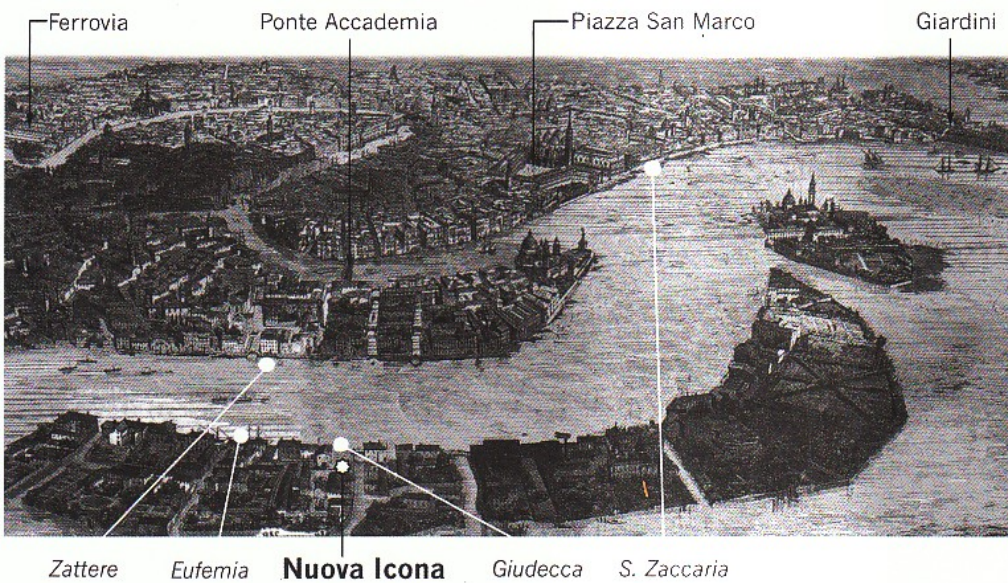 Ferrovia Ponte Accademia Piazza San Marco Giardini
Zattere Eufemia Nuova Icona Giudecca S. Zaccaria